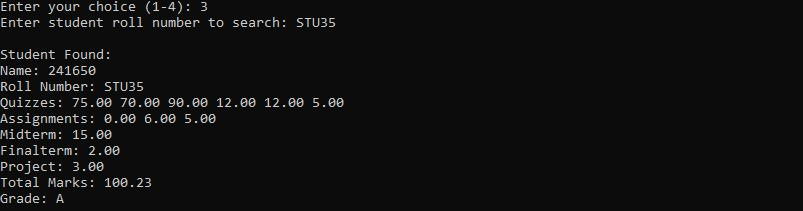 Enter your choice (1-4): 3
Enter student roll number to search: STU35
Student Found:
Name: 241650
Roll Number: STU35
Quizzes: 75.00 70.00 90.00 12.00 12.00 5.00
Assignments: 0.00 6.00 5.00
Midterm: 15.00
Finalterm: 2.00
Project: 3.00
Total Marks: 100.23
Grade: A